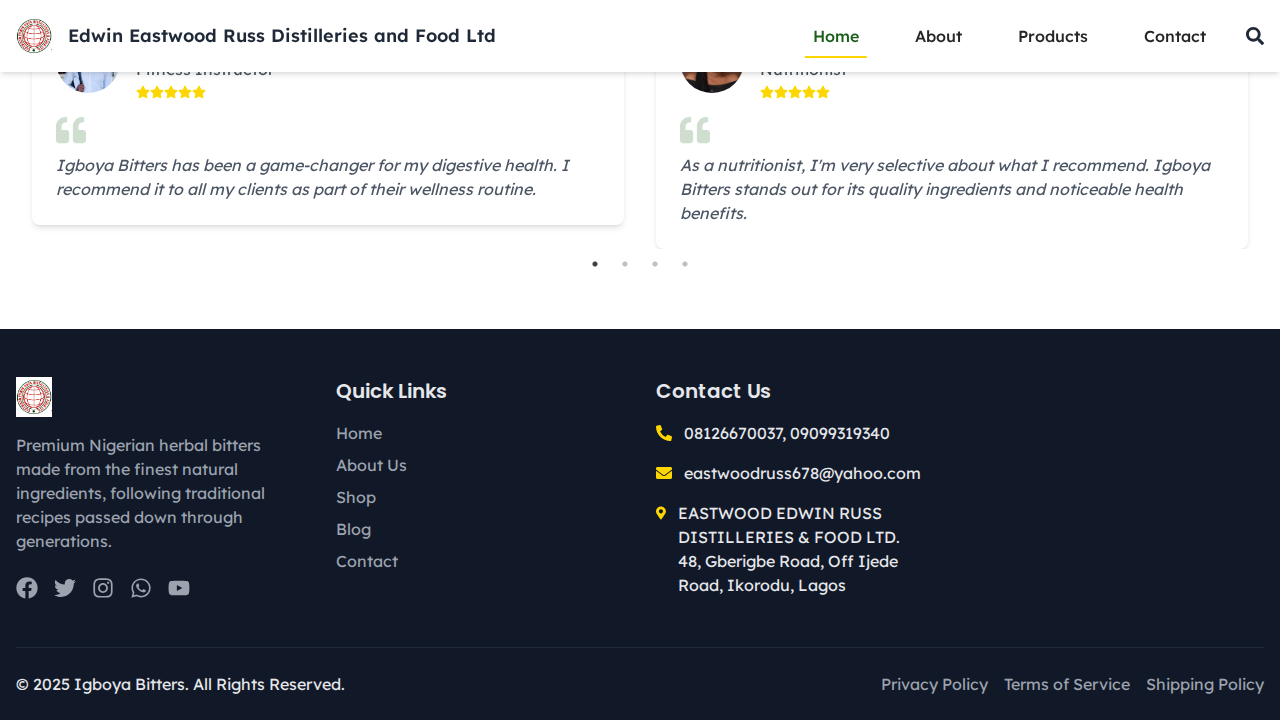 Edwin Eastwood Russ Distilleries and Food Ltd
Home
About
Products
Contact
Fitness Instructor
Nutritionist
Igboya Bitters has been a game-changer for my digestive health. I
recommend it to all my clients as part of their wellness routine.
As a nutritionist, I'm very selective about what I recommend. Igboya
Bitters stands out for its quality ingredients and noticeable health
benefits.
Premium Nigerian herbal bitters
made from the finest natural
ingredients, following traditional
recipes passed down through
generations.
Quick Links
Home
About Us
Shop
Blog
Contact
Contact Us
08126670037, 09099319340
eastwoodruss678@yahoo.com
EASTWOOD EDWIN RUSS
DISTILLERIES & FOOD LTD.
48, Gberigbe Road, Off Ijede
Road, Ikorodu, Lagos
© 2025 Igboya Bitters. All Rights Reserved.
Privacy Policy
Terms of Service
Shipping Policy